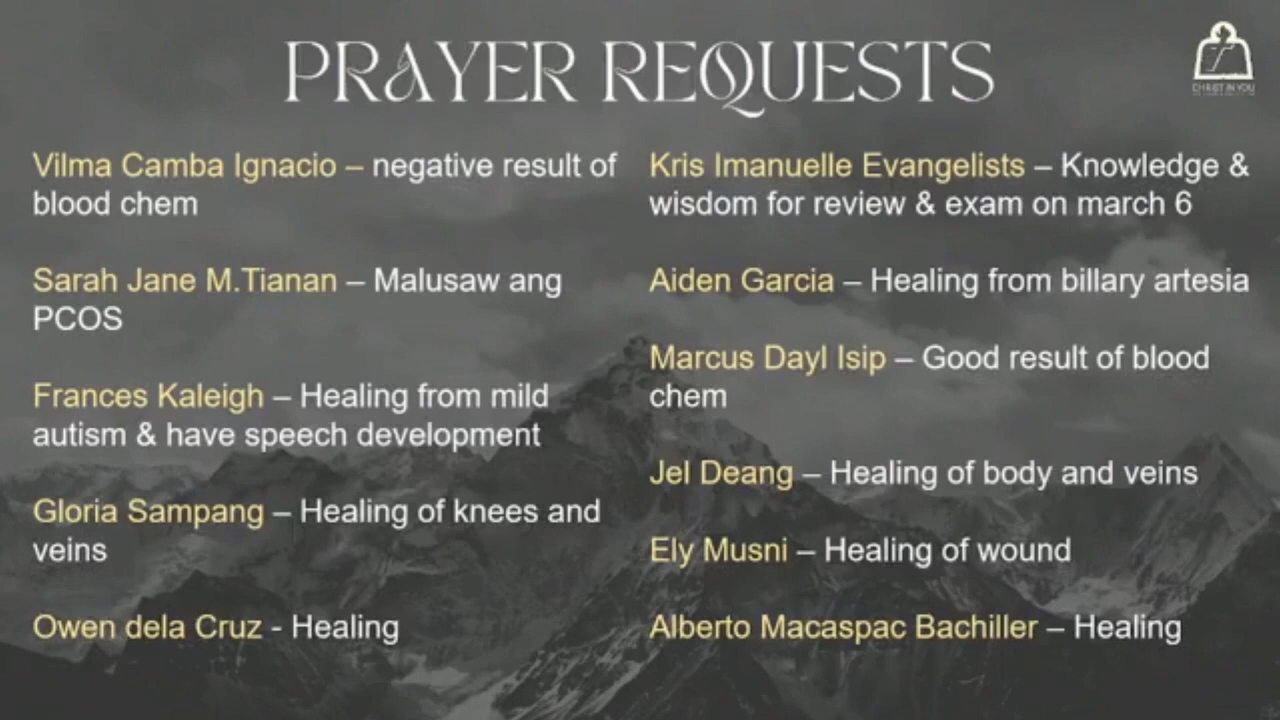 PRAYER REQUESTS
CHRIST IN YOU
Vilma Camba Ignacio – negative result of
blood chem
Sarah Jane M.Tianan – Malusaw ang
PCOS
Frances Kaleigh – Healing from mild
autism & have speech development
Gloria Sampang – Healing of knees and
veins
Owen dela Cruz - Healing
Kris Imanuelle Evangelists – Knowledge &
wisdom for review & exam on march 6
Aiden Garcia – Healing from billary artesia
Marcus Dayl Isip – Good result of blood
chem
Jel Deang – Healing of body and veins
Ely Musni – Healing of wound
Alberto Macaspac Bachiller – Healing